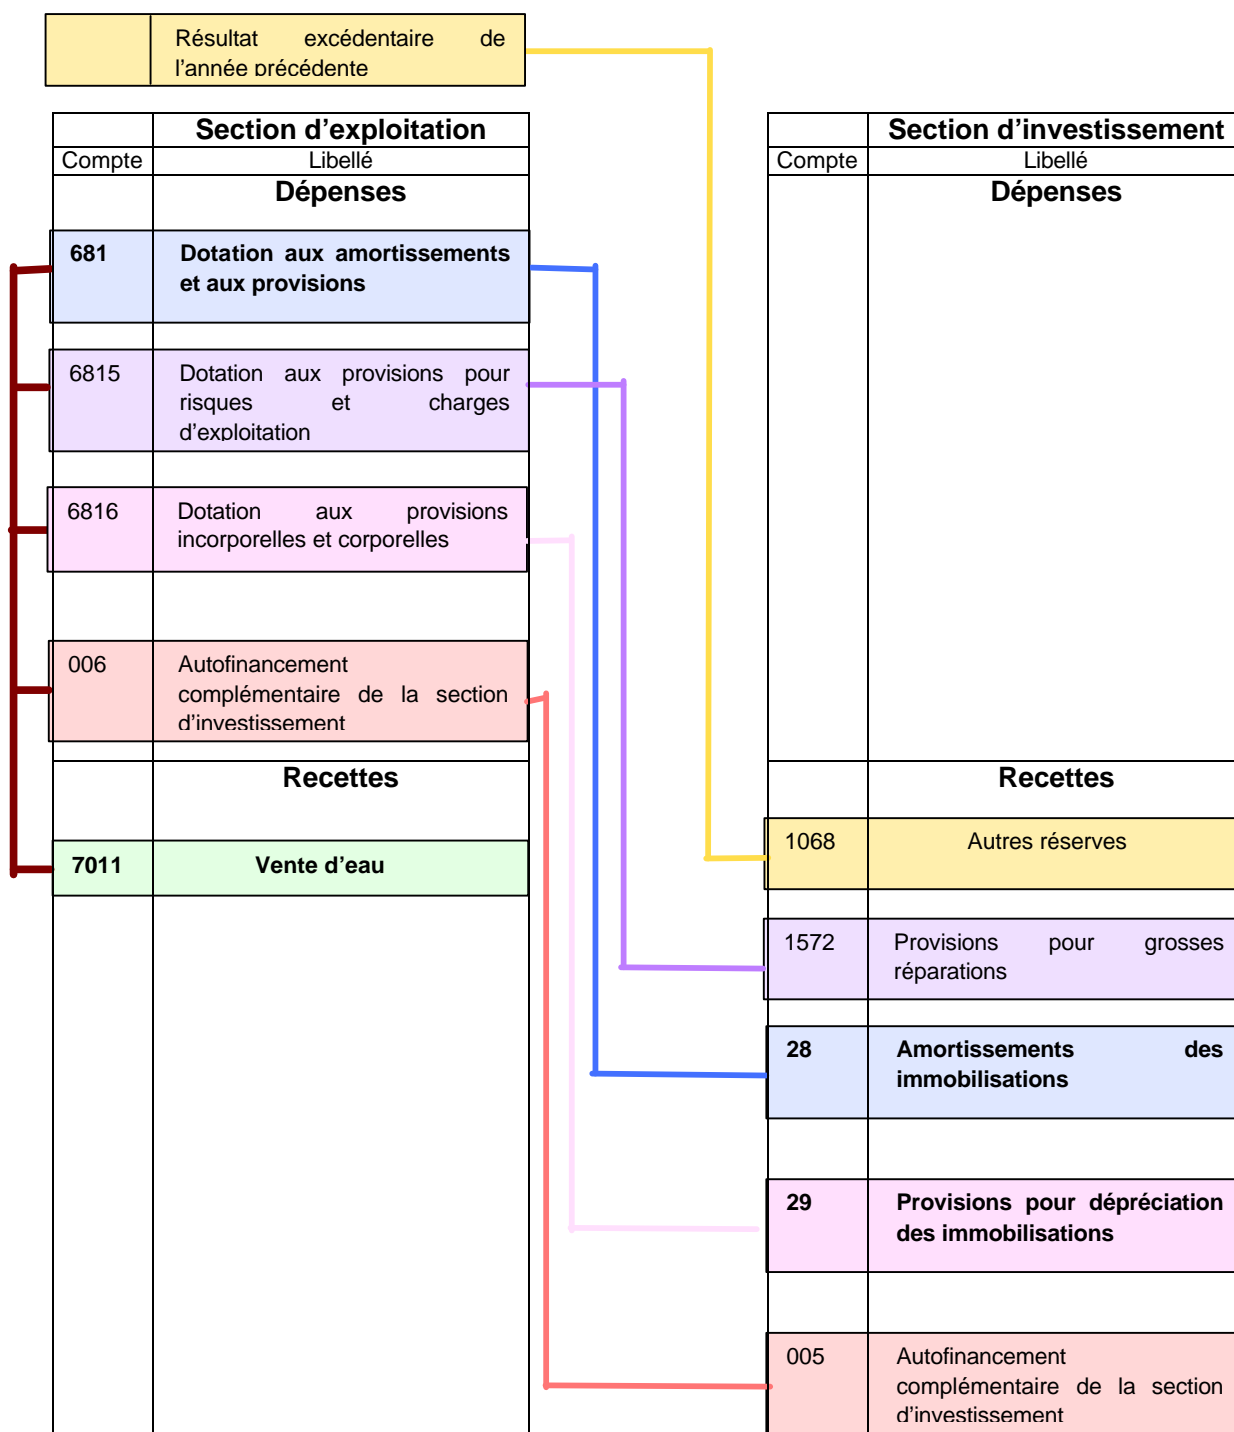 Résultat excédentaire de
l'année précédente
Section d'exploitation
Compte Libellé
Dépenses
681 Dotation aux amortissements
et aux provisions
6815 Dotation aux provisions pour
risques et charges
d'exploitation
6816 Dotation aux provisions
incorporelles et corporelles
006 Autofinancement
complémentaire de la section
d'investissement
Recettes
7011 Vente d'eau
Section d'investissement
Compte Libellé
Dépenses
Recettes
1068 Autres réserves
1572 Provisions pour grosses
réparations
28 Amortissements des
immobilisations
29 Provisions pour dépréciation
des immobilisations
005 Autofinancement
complémentaire de la section
d'investissement